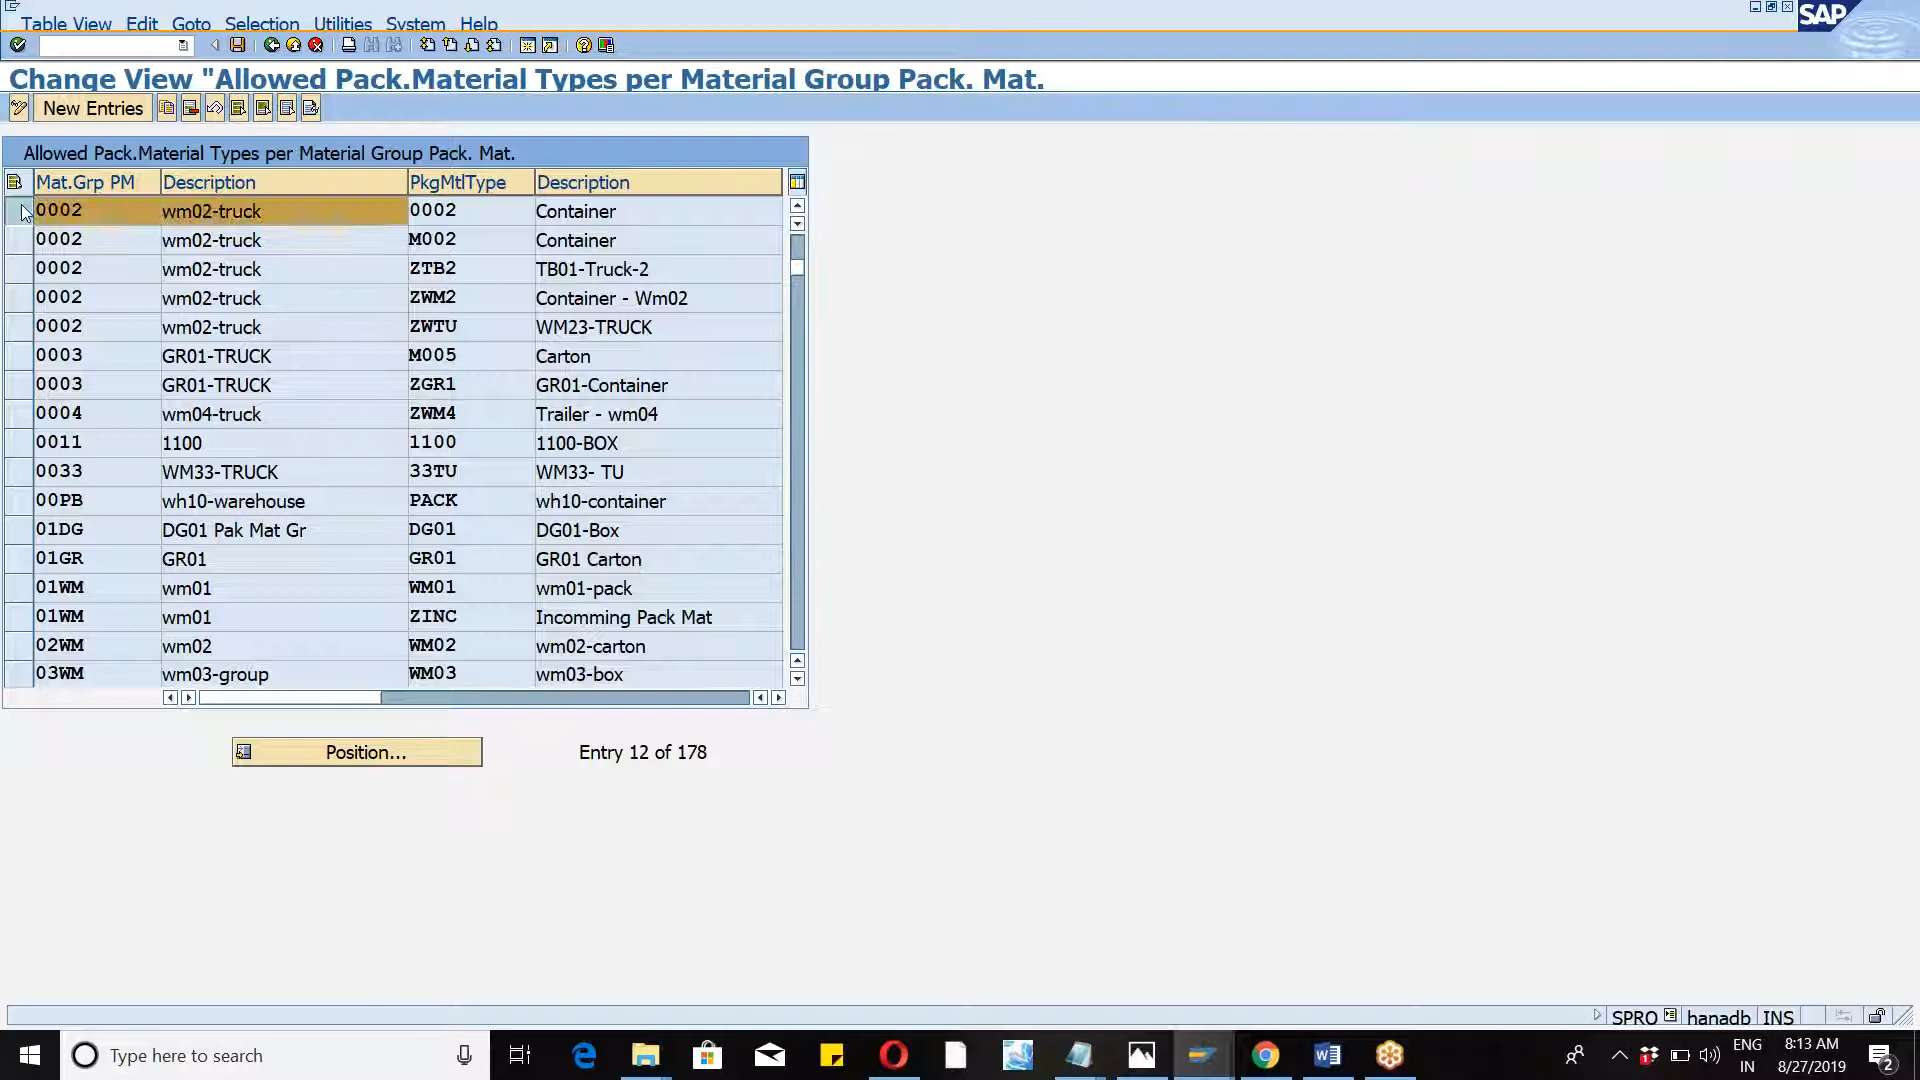 Table View Edit Goto Selection Utilities System Help
SAP
Change View "Allowed Pack.Material Types per Material Group Pack. Mat.
New Entries
Allowed Pack.Material Types per Material Group Pack. Mat.
Mat.Grp PM Description PkgMtlType Description
0002 wm02-truck 0002 Container
0002 wm02-truck M002 Container
0002 wm02-truck ZTB2 TB01-Truck-2
0002 wm02-truck ZWM2 Container - Wm02
0002 wm02-truck ZWTU WM23-TRUCK
0003 GR01-TRUCK M005 Carton
0003 GR01-TRUCK ZGR1 GR01-Container
0004 wm04-truck ZWM4 Trailer - wm04
0011 1100 1100 1100-BOX
0033 WM33-TRUCK 33TU WM33- TU
00PB wh10-warehouse PACK wh10-container
01DG DG01 Pak Mat Gr DG01 DG01-Box
01GR GR01 GR01 GR01 Carton
01WM wm01 WM01 wm01-pack
01WM wm01 ZINC Incomming Pack Mat
02WM wm02 WM02 wm02-carton
03WM wm03-group WM03 wm03-box
Position... Entry 12 of 178
SPRO hanadb INS
Type here to search
ENG 8:13 AM
IN 8/27/2019 2